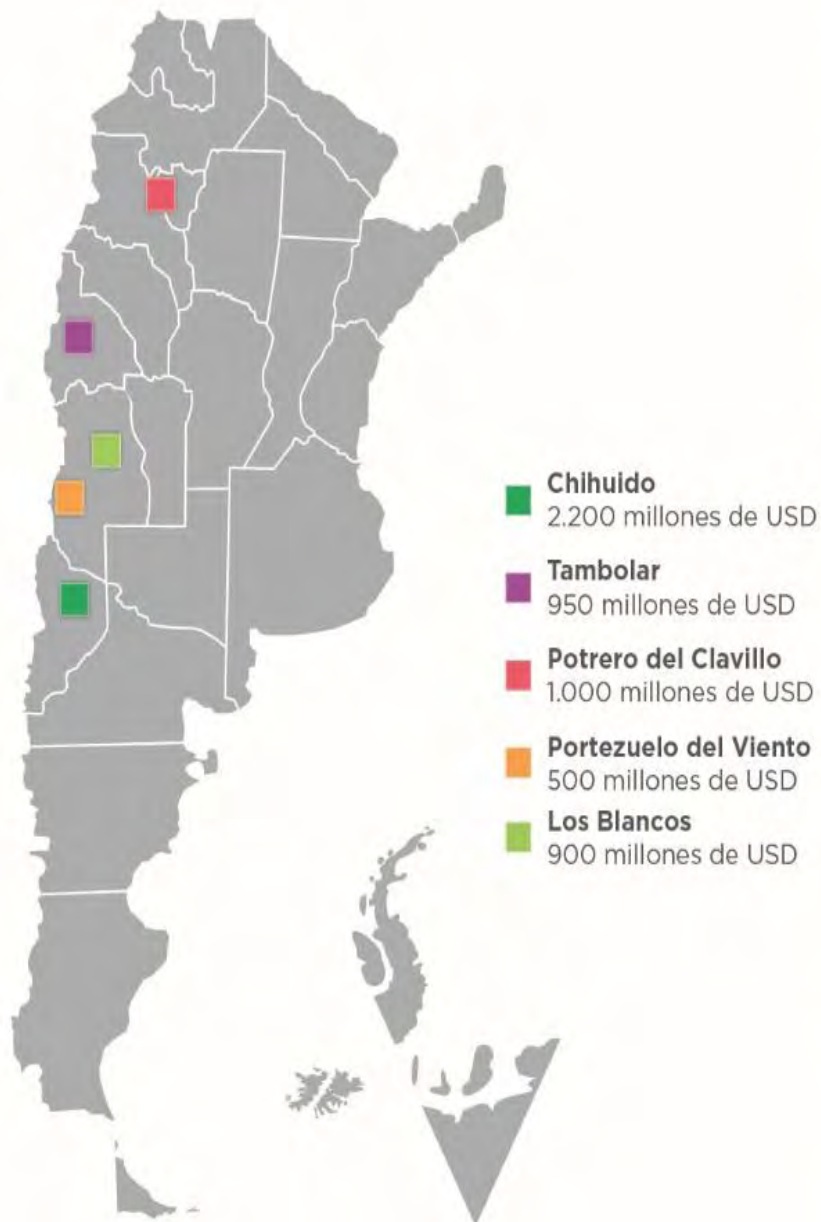 Chihuido
2.200 millones de USD
Tambolar
950 millones de USD
Potrero del Clavillo
1.000 millones de USD
Portezuelo del Viento
500 millones de USD
Los Blancos
900 millones de USD